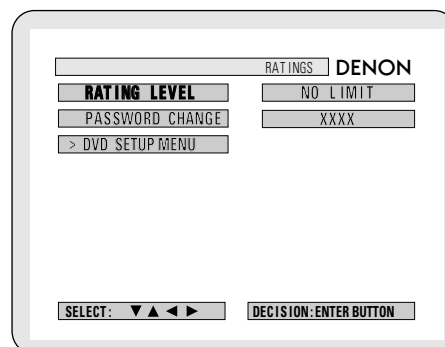 RATINGS DENON
RATING LEVEL NO LIMIT
PASSWORD CHANGE XXXX
> DVD SETUP MENU
SELECT: ▼ ▲ ◄ ► DECISION:ENTER BUTTON